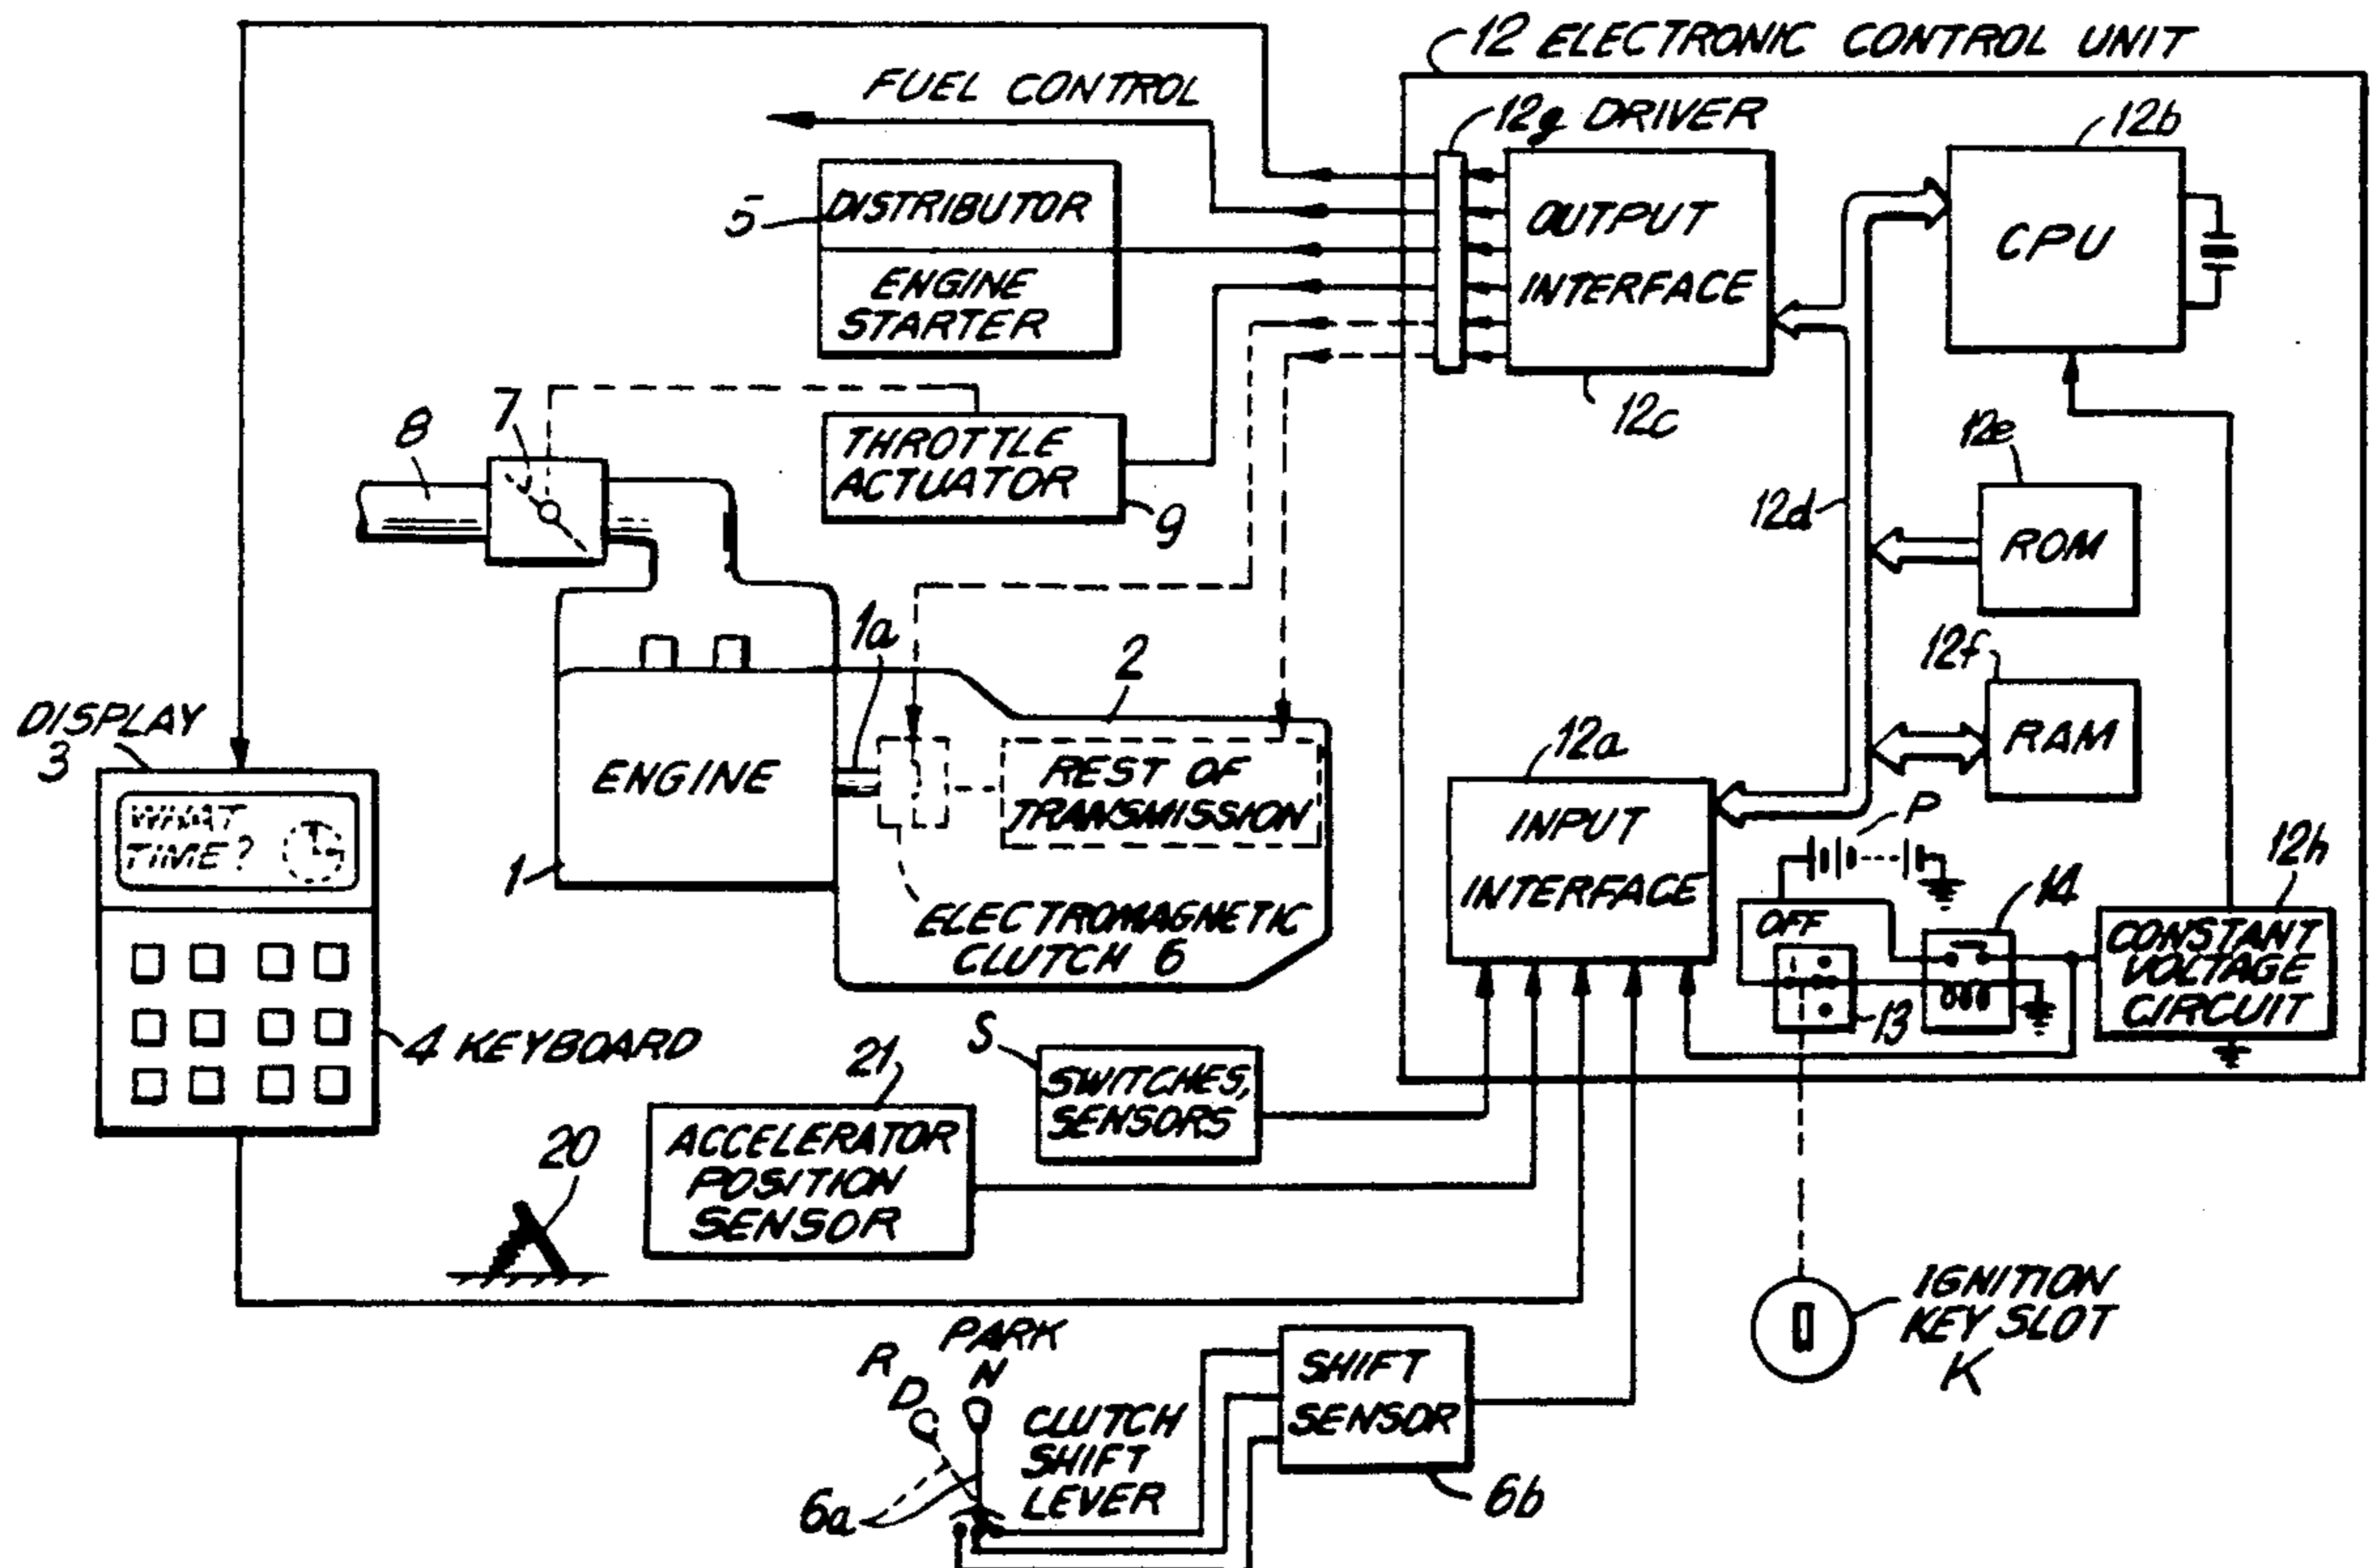 12 ELECTRONIC CONTROL UNIT
FUEL CONTROL
12g DRIVER
12b
5
DISTRIBUTOR
ENGINE
STARTER
OUTPUT
INTERFACE
CPU
12c
7
8
THROTTLE
ACTUATOR
9
12e
12d
ROM
1a
2
12f
RAM
DISPLAY
3
WHAT
TIME?
ENGINE
REST OF
TRANSMISSION
12a
INPUT
INTERFACE
P
12h
1
14
ELECTROMAGNETIC
CLUTCH 6
OFF
CONSTANT
VOLTAGE
CIRCUIT
13
4 KEYBOARD
S
SWITCHES,
SENSORS
21
ACCELERATOR
POSITION
SENSOR
20
IGNITION
KEY SLOT
K
PARK
R
N
D
CLUTCH
SHIFT
LEVER
SHIFT
SENSOR
6a
6b